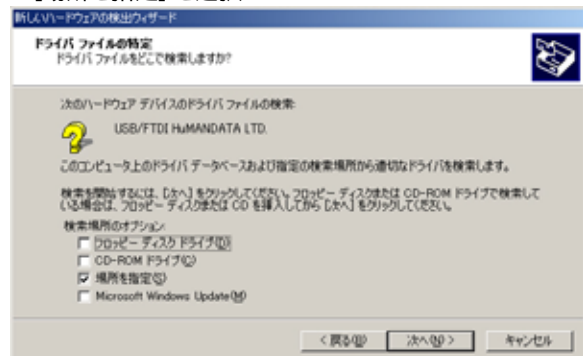 新しいハードウェアの検出ウィザード
ドライバ ファイルの特定
ドライバ ファイルをどこで検索しますか?
次のハードウェア デバイスのドライバ ファイルの検索:
USB/FTDI HuMANDATA LTD.
このコンピュータ上のドライバ データベースおよび指定の検索場所から適切なドライバを検索します。
検索を開始するには、[次へ] をクリックしてください。フロッピー ディスクまたは CD-ROM ドライブで検索して
いる場合は、フロッピー ディスクまたは CD を挿入してから [次へ] をクリックしてください。
検索場所のオプション:
フロッピー ディスク ドライブ(D)
CD-ROM ドライブ(C)
場所を指定(S)
Microsoft Windows Update(M)
< 戻る(B) 次へ(N) > キャンセル